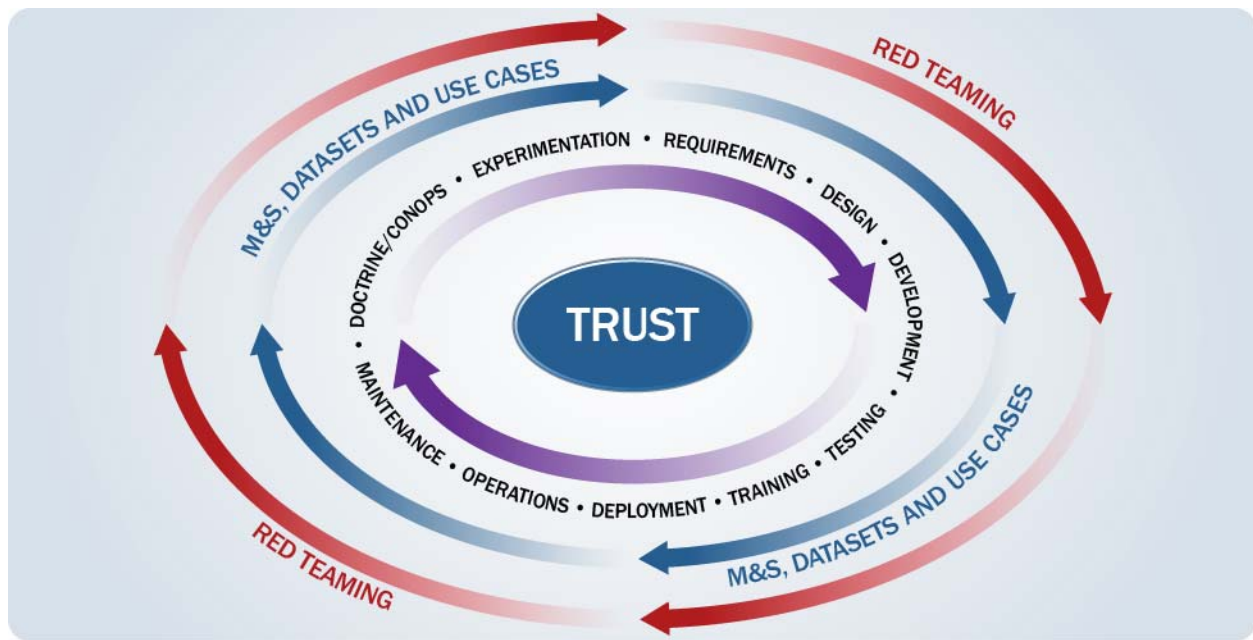 RED TEAMING
M&S, DATASETS AND USE CASES
• DOCTRINE/CONOPS • EXPERIMENTATION • REQUIREMENTS • DESIGN • DEVELOPMENT •
TRUST
MAINTENANCE • OPERATIONS • DEPLOYMENT • TRAINING • TESTING
M&S, DATASETS AND USE CASES
RED TEAMING